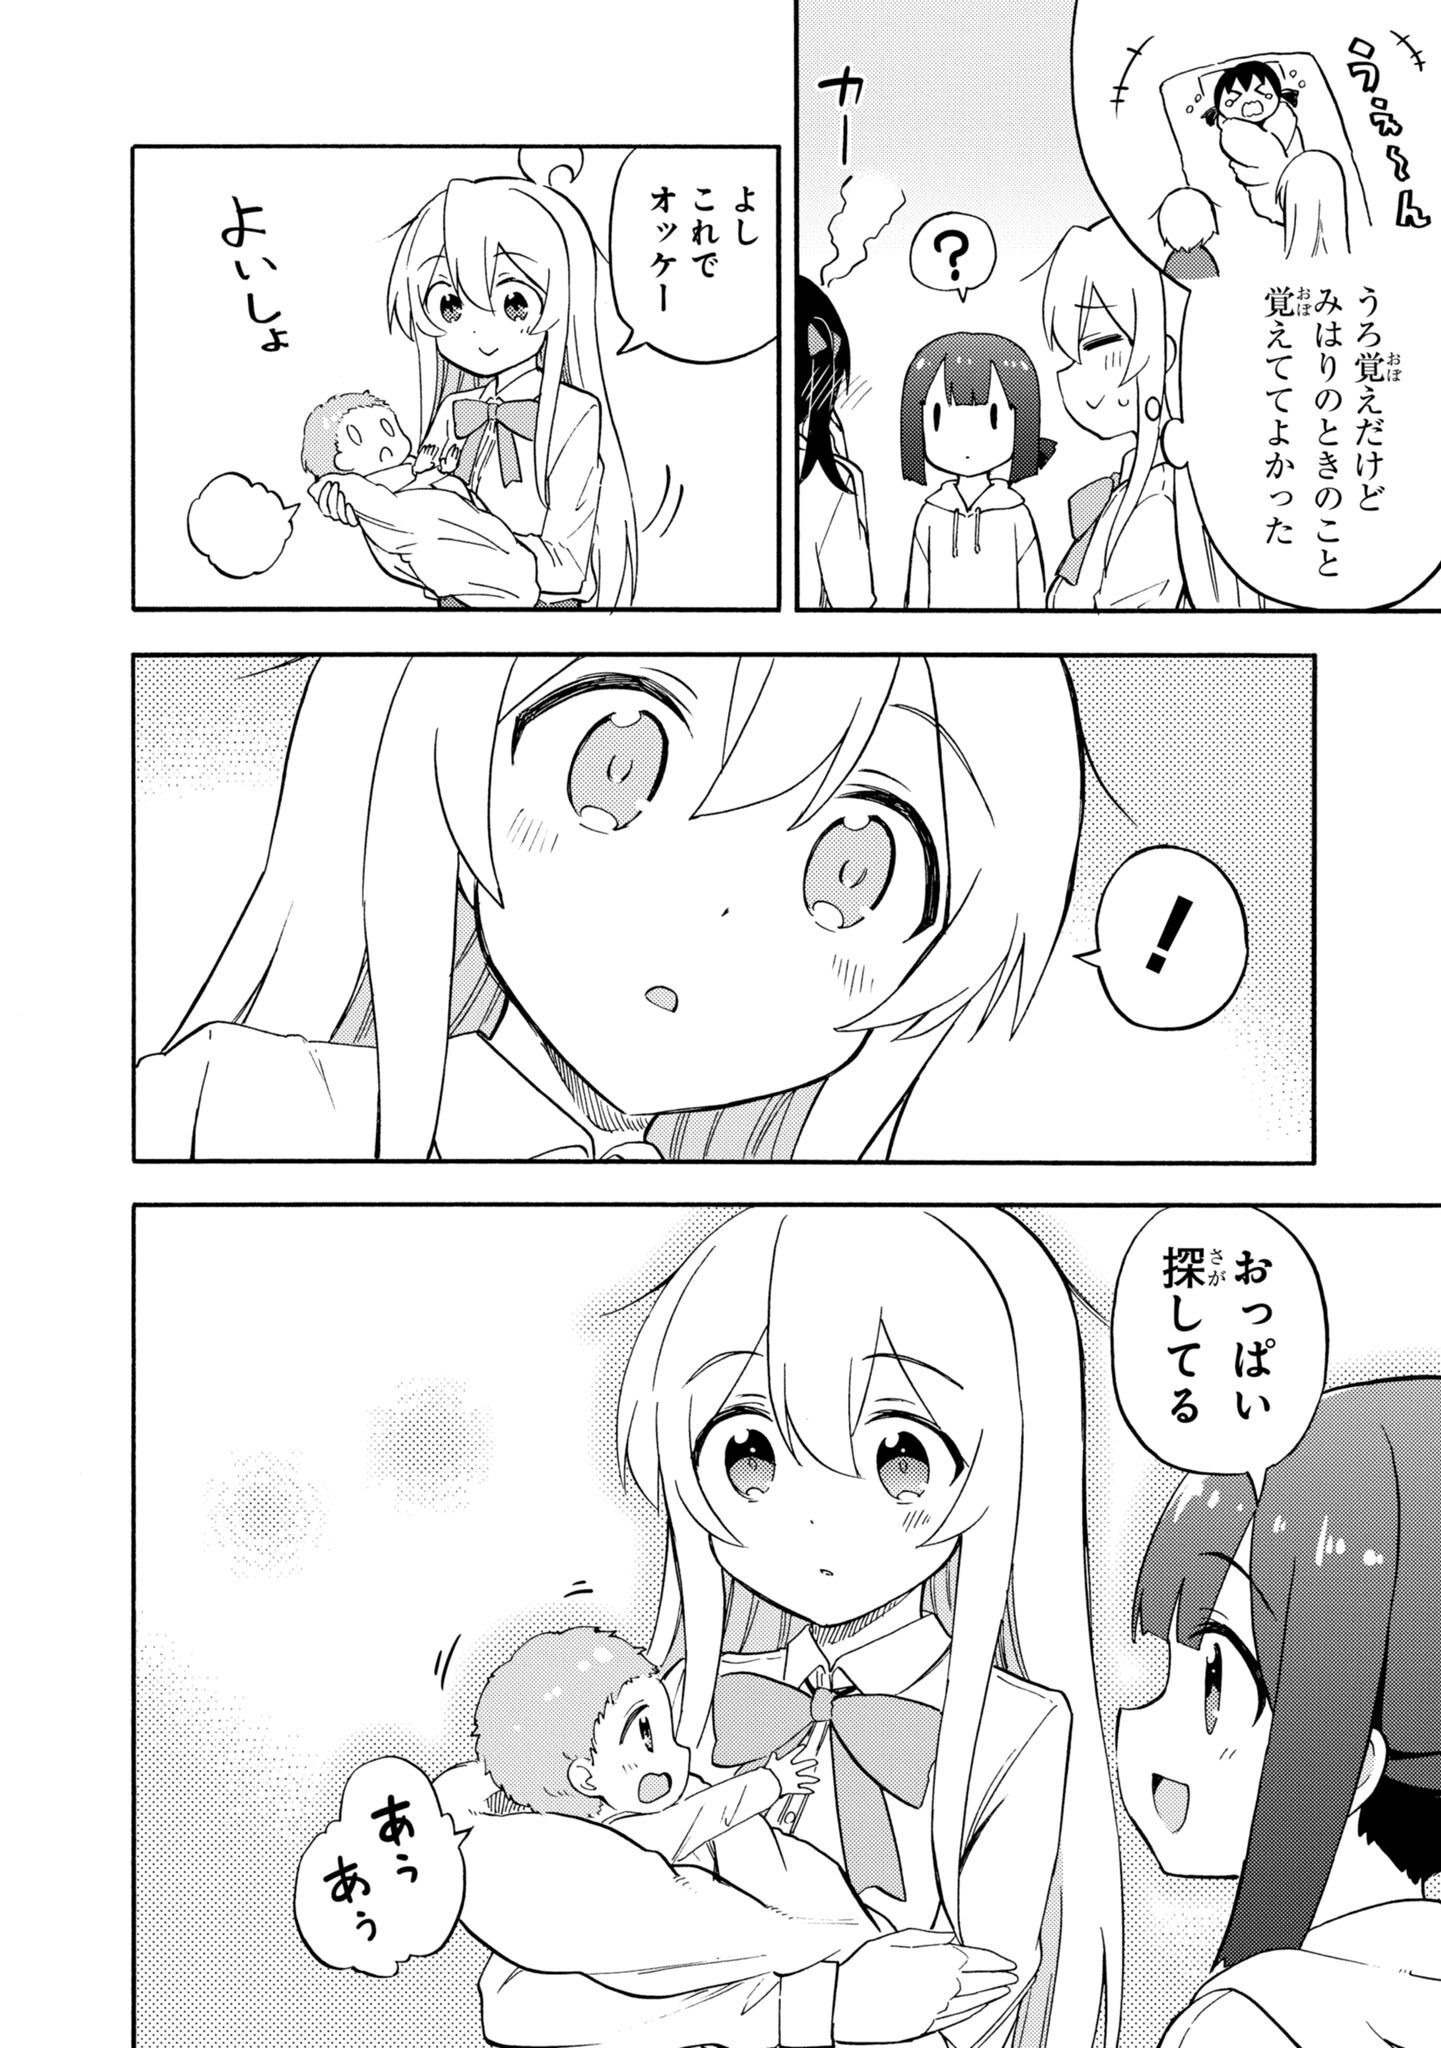 うぇ～ん
うろ覚えだけど
みはりのときのこと
覚えててよかった
？
カー
よし
これで
オッケー
よいしょ
！
おっぱい
探してる
あぅ
あぅ